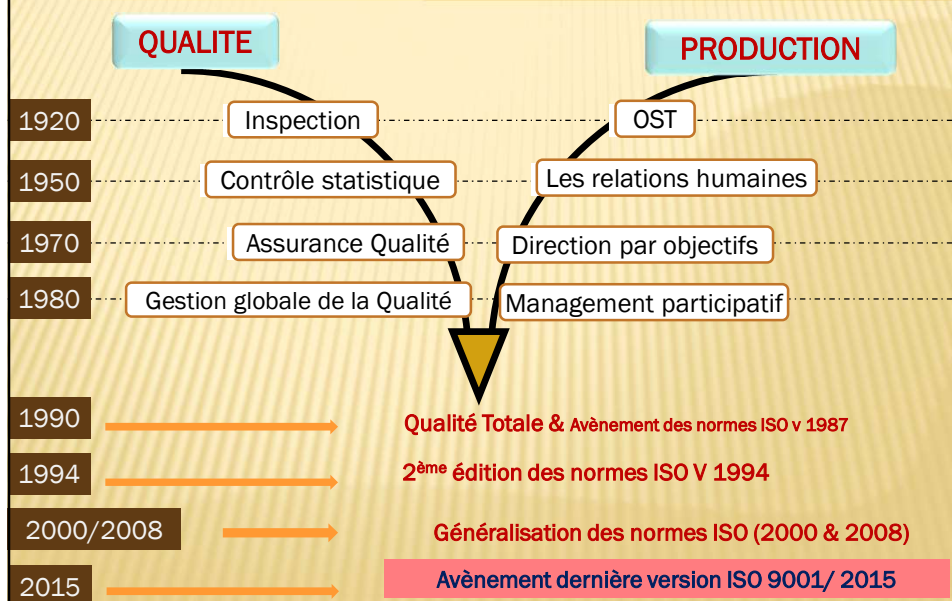 QUALITE
PRODUCTION
1920
Inspection
OST
1950
Contrôle statistique
Les relations humaines
1970
Assurance Qualité
Direction par objectifs
1980
Gestion globale de la Qualité
Management participatif
1990
Qualité Totale & Avènement des normes ISO v 1987
1994
2ème édition des normes ISO V 1994
2000/2008
Généralisation des normes ISO (2000 & 2008)
2015
Avènement dernière version ISO 9001/ 2015